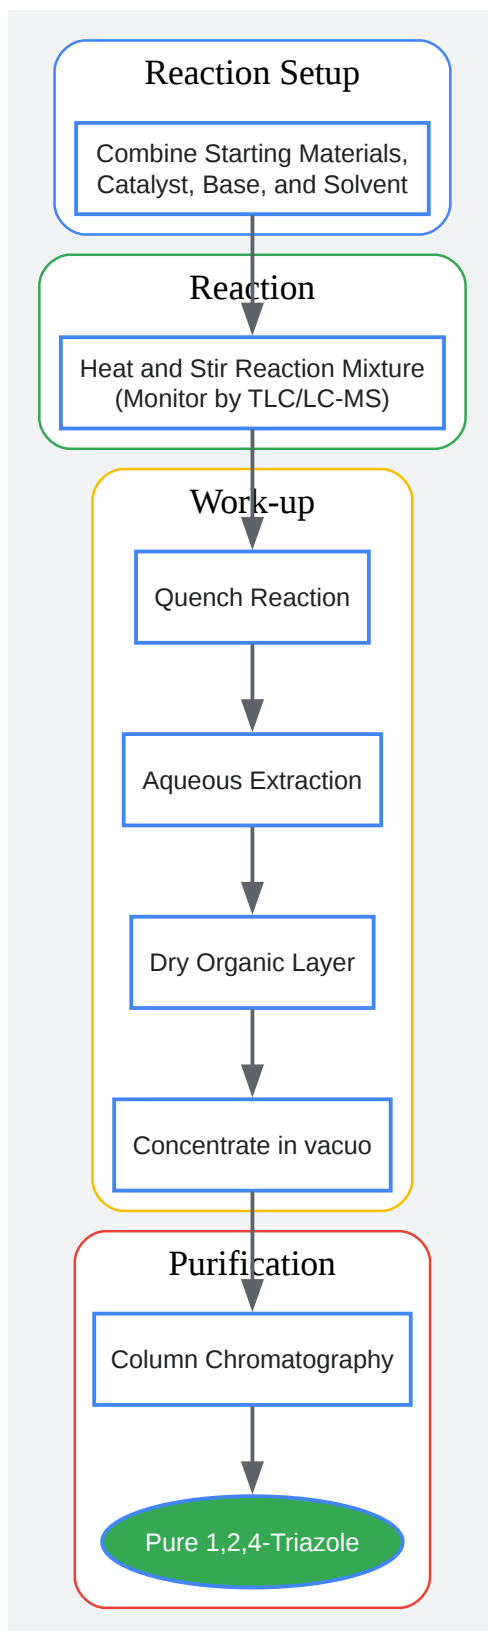 Reaction Setup
Combine Starting Materials,
Catalyst, Base, and Solvent
Reaction
Heat and Stir Reaction Mixture
(Monitor by TLC/LC-MS)
Work-up
Quench Reaction
Aqueous Extraction
Dry Organic Layer
Concentrate in vacuo
Purification
Column Chromatography
Pure 1,2,4-Triazole